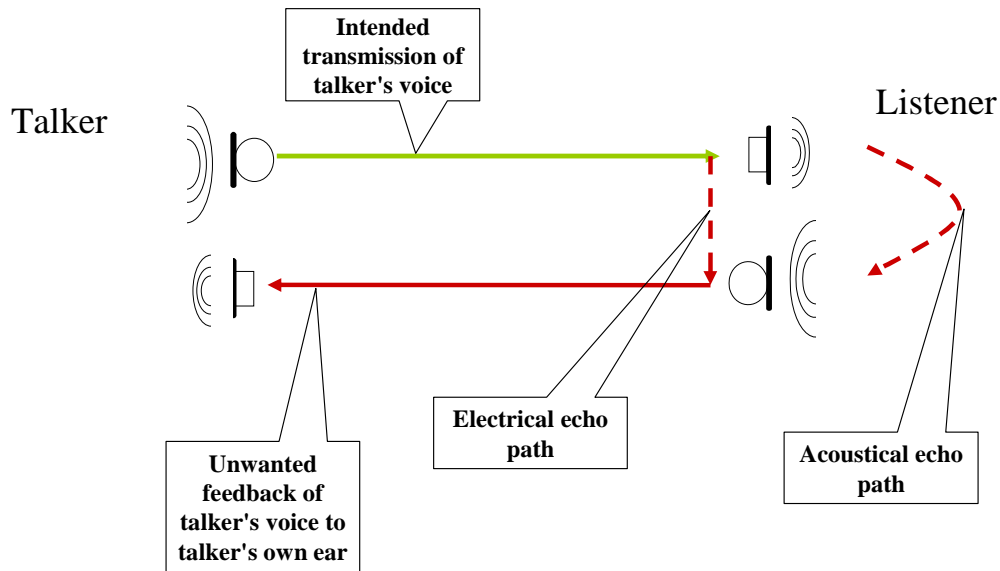 Intended
transmission of
talker's voice
Talker
Listener
Electrical echo
path
Acoustical echo
path
Unwanted
feedback of
talker's voice to
talker's own ear